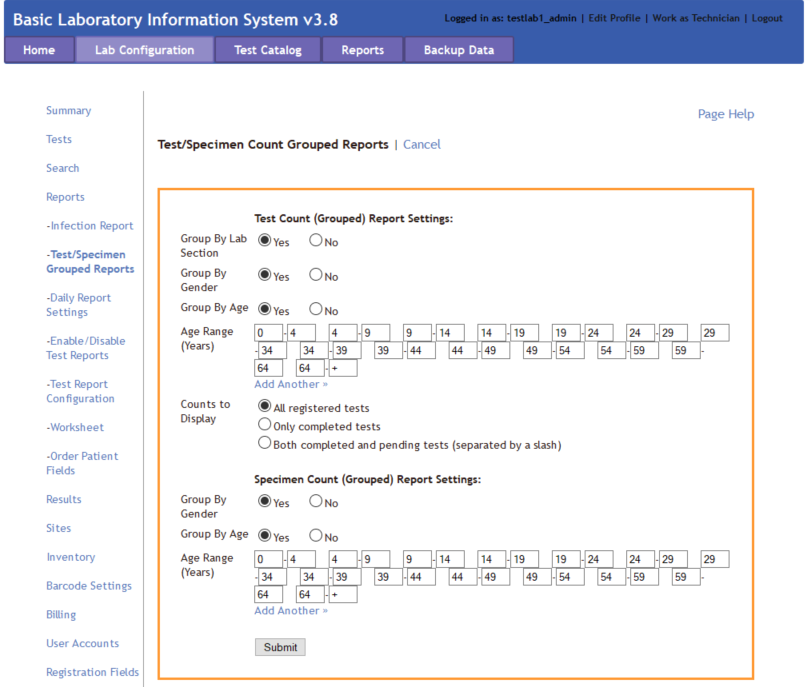 Basic Laboratory Information System v3.8
Logged in as: testlab1_admin | Edit Profile | Work as Technician | Logout
Home Lab Configuration Test Catalog Reports Backup Data
Summary
Tests
Search
Reports
-Infection Report
-Test/Specimen
Grouped Reports
-Daily Report
Settings
-Enable/Disable
Test Reports
-Test Report
Configuration
-Worksheet
-Order Patient
Fields
Results
Sites
Inventory
Barcode Settings
Billing
User Accounts
Registration Fields
Page Help
Test/Specimen Count Grouped Reports | Cancel
Test Count (Grouped) Report Settings:
Group By Lab
Section
Yes No
Group By
Gender
Yes No
Group By Age Yes No
Age Range
(Years)
0 - 4 4 - 9 9 - 14 14 - 19 19 - 24 24 - 29 29
- 34 34 - 39 39 - 44 44 - 49 49 - 54 54 - 59 59 -
64 64 - +
Add Another »
Counts to
Display
All registered tests
Only completed tests
Both completed and pending tests (separated by a slash)
Specimen Count (Grouped) Report Settings:
Group By
Gender
Yes No
Group By Age Yes No
Age Range
(Years)
0 - 4 4 - 9 9 - 14 14 - 19 19 - 24 24 - 29 29
- 34 34 - 39 39 - 44 44 - 49 49 - 54 54 - 59 59 -
64 64 - +
Add Another »
Submit